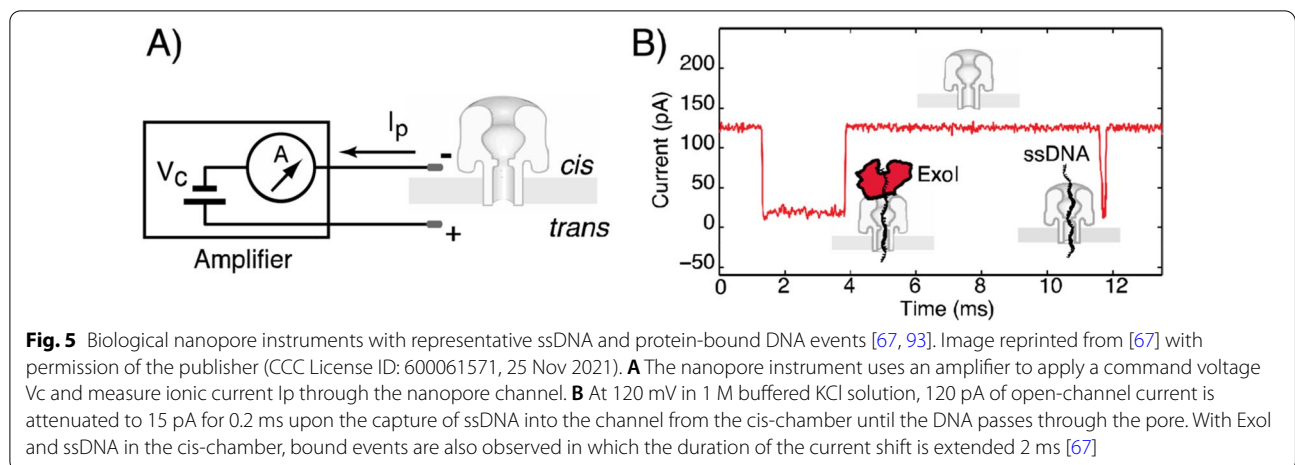 A)
V_C
A
I_p
-
+
cis
trans
Amplifier
B)
Current (pA)
200
150
100
50
0
−50
ExoI
ssDNA
0 2 4 6 8 10 12
Time (ms)
Fig. 5 Biological nanopore instruments with representative ssDNA and protein-bound DNA events [67, 93]. Image reprinted from [67] with
permission of the publisher (CCC License ID: 600061571, 25 Nov 2021). A The nanopore instrument uses an amplifier to apply a command voltage
Vc and measure ionic current Ip through the nanopore channel. B At 120 mV in 1 M buffered KCl solution, 120 pA of open-channel current is
attenuated to 15 pA for 0.2 ms upon the capture of ssDNA into the channel from the cis-chamber until the DNA passes through the pore. With ExoI
and ssDNA in the cis-chamber, bound events are also observed in which the duration of the current shift is extended 2 ms [67]